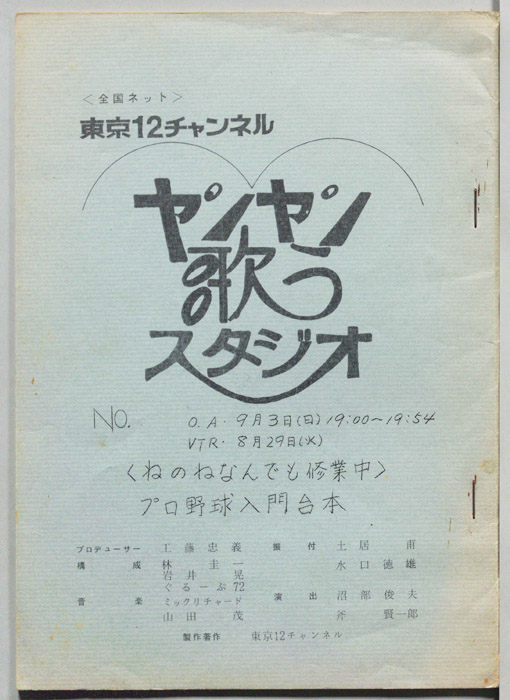 ＜全国ネット＞
東京12チャンネル
ヤンヤン
歌う
スタジオ
NO. O.A. 9月3日(日) 19:00〜19:54
VTR. 8月29日(火)
〈ねのねなんでも修業中〉
プロ野球入門台本
プロデューサー 工藤忠義 振付 土居甫
構成 林圭一 水口徳雄
岩井晃
ぐるーぷ72
音楽 ミックリチャード 演出 沼部俊夫
山田茂 斧賢一郎
製作著作 東京12チャンネル